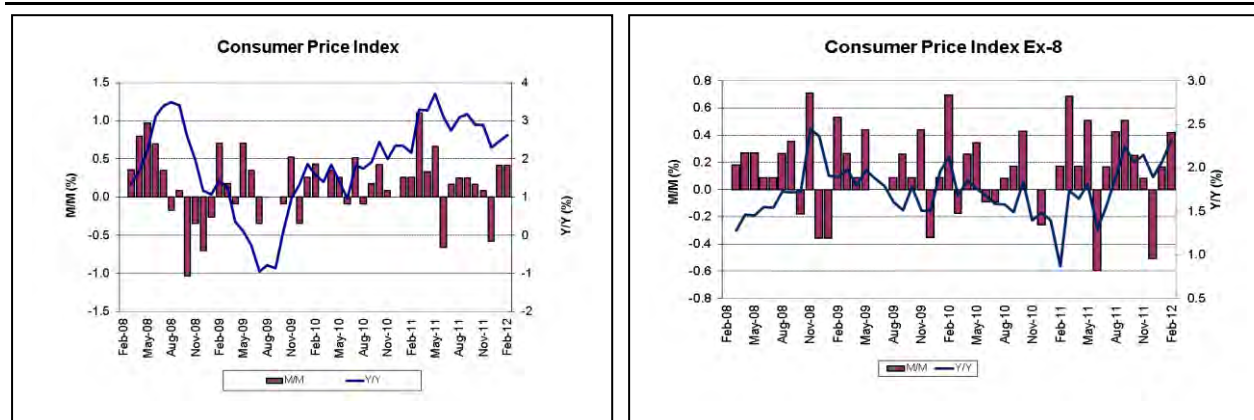 Consumer Price Index
1.5
1.0
0.5
0.0
-0.5
-1.0
-1.5
M/M (%)
4
3
2
1
0
-1
-2
Y/Y (%)
Feb-08
May-08
Aug-08
Nov-08
Feb-09
May-09
Aug-09
Nov-09
Feb-10
May-10
Aug-10
Nov-10
Feb-11
May-11
Aug-11
Nov-11
Feb-12
M/M Y/Y
Consumer Price Index Ex-8
0.8
0.6
0.4
0.2
0.0
-0.2
-0.4
-0.6
-0.8
M/M (%)
3.0
2.5
2.0
1.5
1.0
0.5
Y/Y (%)
Feb-08
May-08
Aug-08
Nov-08
Feb-09
May-09
Aug-09
Nov-09
Feb-10
May-10
Aug-10
Nov-10
Feb-11
May-11
Aug-11
Nov-11
Feb-12
M/M Y/Y